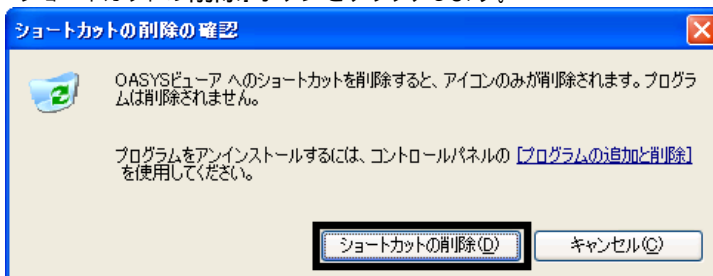 ショートカットの削除の確認
OASYSビューア へのショートカットを削除すると、アイコンのみが削除されます。プログラ
ムは削除されません。
プログラムをアンインストールするには、コントロールパネルの [プログラムの追加と削除]
を使用してください。
ショートカットの削除(D)
キャンセル(C)